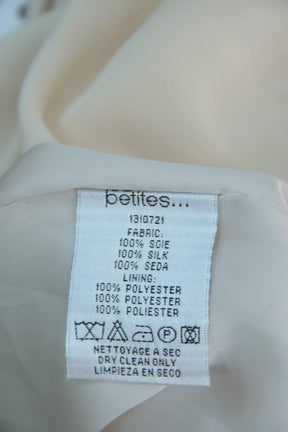 petites...
131Q721
FABRIC:
100% SOIE
100% SILK
100% SEDA
LINING:
100% POLYESTER
100% POLYESTER
100% POLIESTER
NETTOYAGE A SEC
DRY CLEAN ONLY
LIMPIEZA EN SECO